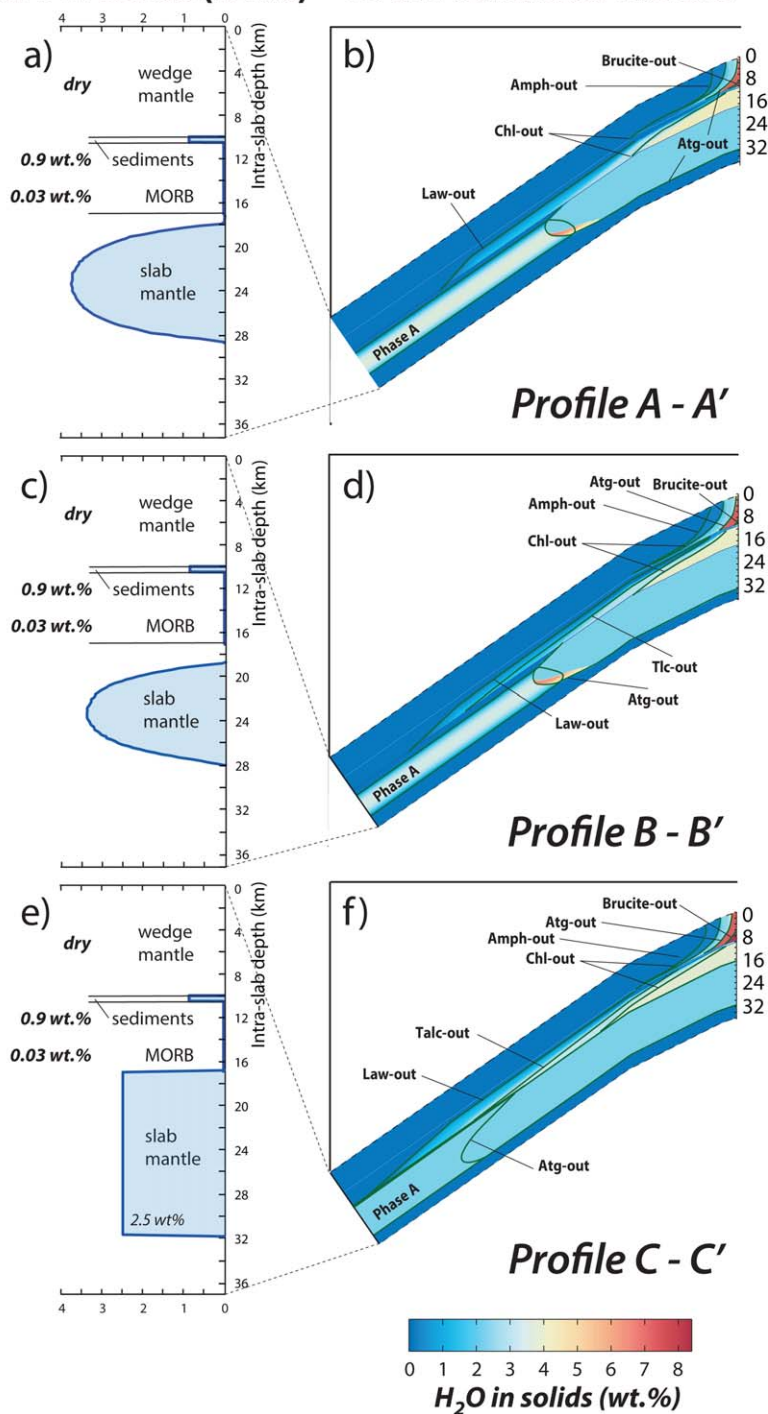 4 3 2 1 0
a)
dry
wedge
mantle
0.9 wt.%
sediments
0.03 wt.%
MORB
slab
mantle
0
4
8
12
16
20
24
28
32
36
Intra-slab depth (km)
b)
Brucite-out
Amph-out
Chl-out
Atg-out
Law-out
Phase A
0
8
16
24
32
Profile A - A'
c)
dry
wedge
mantle
0.9 wt.%
sediments
0.03 wt.%
MORB
slab
mantle
0
4
8
12
16
20
24
28
32
36
Intra-slab depth (km)
d)
Atg-out
Brucite-out
Amph-out
Chl-out
Tlc-out
Atg-out
Law-out
Phase A
0
8
16
24
32
Profile B - B'
e)
dry
wedge
mantle
0.9 wt.%
sediments
0.03 wt.%
MORB
slab
mantle
2.5 wt%
0
4
8
12
16
20
24
28
32
36
Intra-slab depth (km)
4 3 2 1 0
f)
Brucite-out
Atg-out
Amph-out
Chl-out
Talc-out
Law-out
Atg-out
Phase A
0
8
16
24
32
Profile C - C'
0 1 2 3 4 5 6 7 8
H₂O in solids (wt.%)